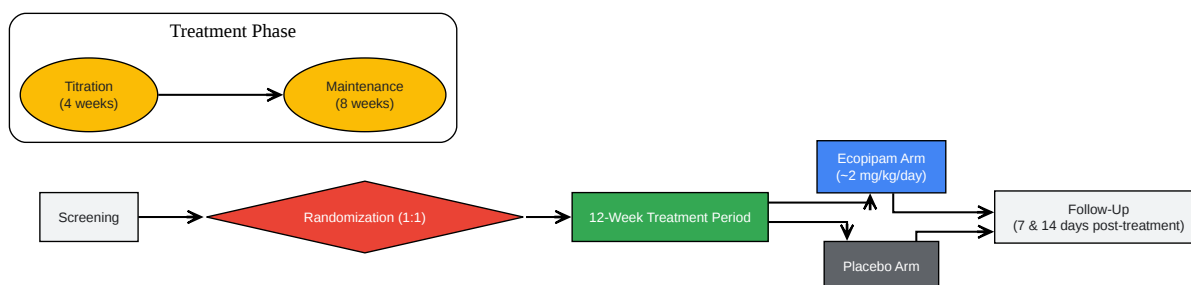 Treatment Phase
Titration
(4 weeks)
Maintenance
(8 weeks)
Screening
Randomization (1:1)
12-Week Treatment Period
Ecopipam Arm
(~2 mg/kg/day)
Placebo Arm
Follow-Up
(7 & 14 days post-treatment)